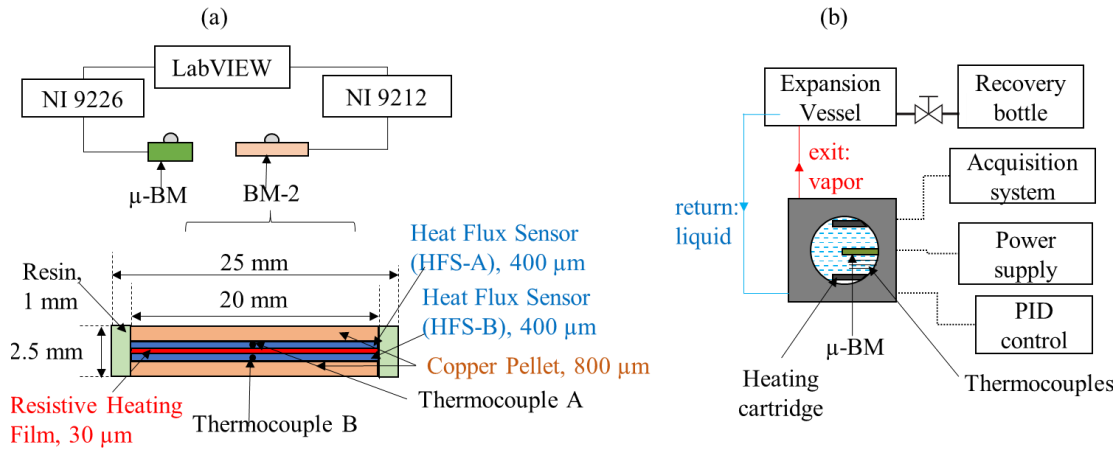 (a)
LabVIEW
NI 9226
NI 9212
µ-BM
BM-2
Heat Flux Sensor
(HFS-A), 400 µm
Resin,
1 mm
25 mm
20 mm
Heat Flux Sensor
(HFS-B), 400 µm
2.5 mm
Copper Pellet, 800 µm
Thermocouple A
Resistive Heating
Film, 30 µm
Thermocouple B
(b)
Expansion
Vessel
Recovery
bottle
exit:
vapor
Acquisition
system
return:
liquid
Power
supply
PID
control
µ-BM
Heating
cartridge
Thermocouples